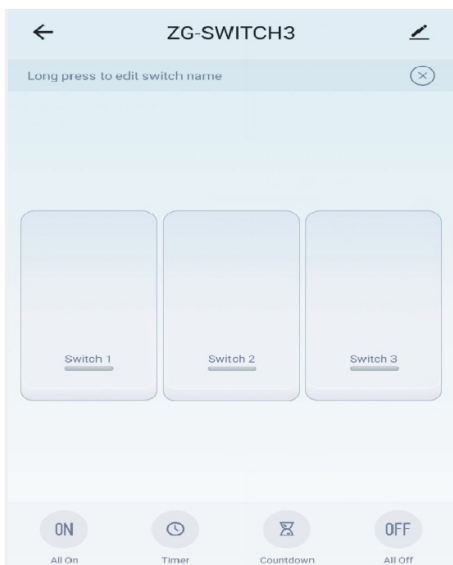 ZG-SWITCH3
Long press to edit switch name
Switch 1 Switch 2 Switch 3
ON OFF
All On Timer Countdown All Off